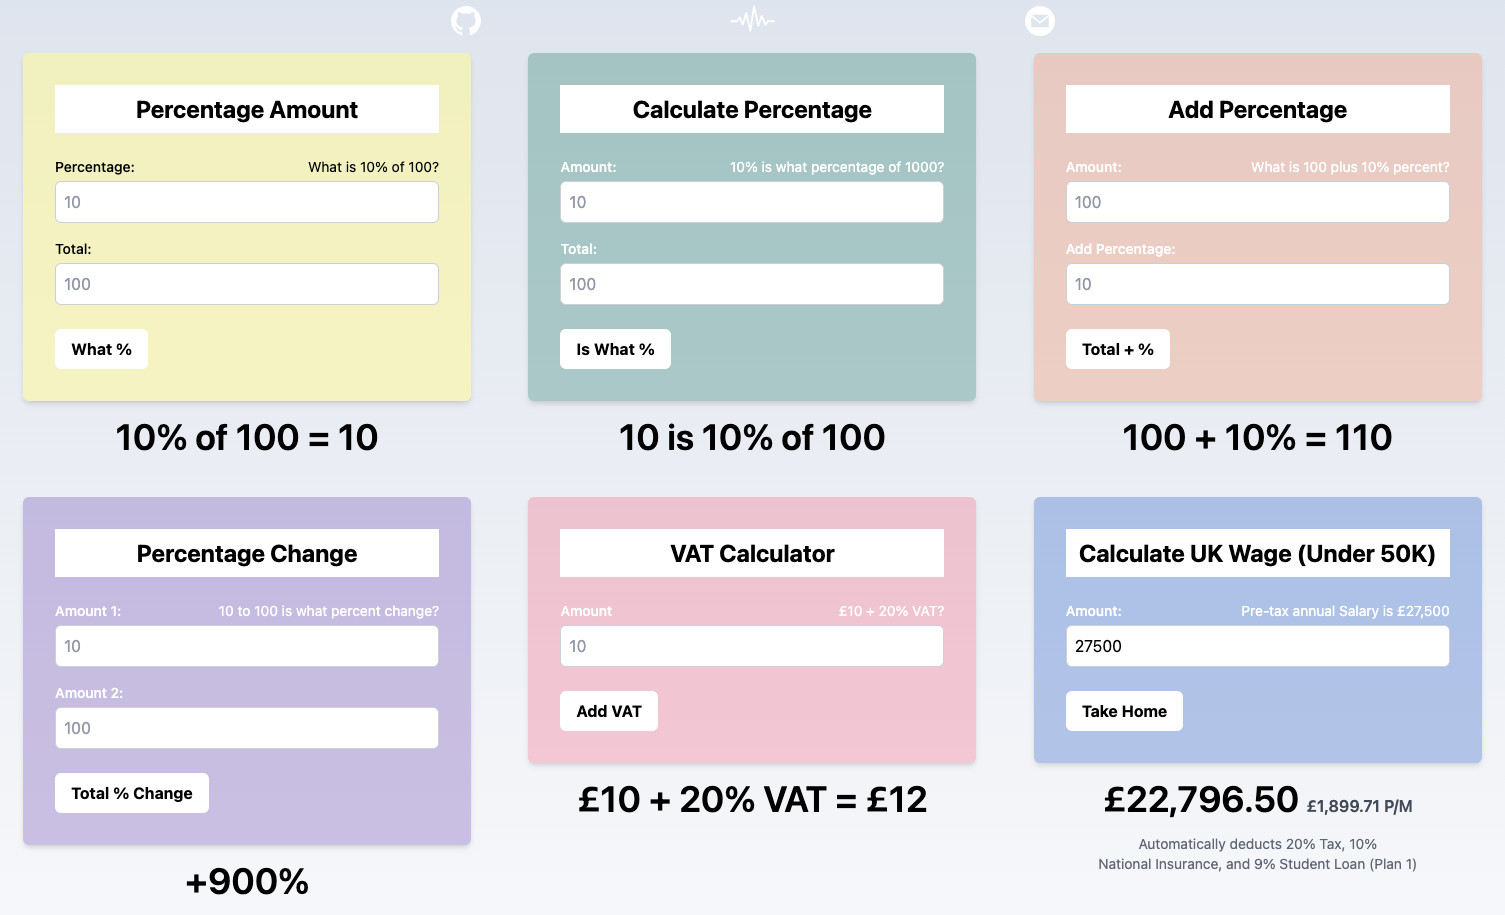 Percentage Amount
Percentage: What is 10% of 100?
10
Total:
100
What %
10% of 100 = 10
Calculate Percentage
Amount: 10% is what percentage of 1000?
10
Total:
100
Is What %
10 is 10% of 100
Add Percentage
Amount: What is 100 plus 10% percent?
100
Add Percentage:
10
Total + %
100 + 10% = 110
Percentage Change
Amount 1: 10 to 100 is what percent change?
10
Amount 2:
100
Total % Change
+900%
VAT Calculator
Amount £10 + 20% VAT?
10
Add VAT
£10 + 20% VAT = £12
Calculate UK Wage (Under 50K)
Amount: Pre-tax annual Salary is £27,500
27500
Take Home
£22,796.50 £1,899.71 P/M
Automatically deducts 20% Tax, 10%
National Insurance, and 9% Student Loan (Plan 1)